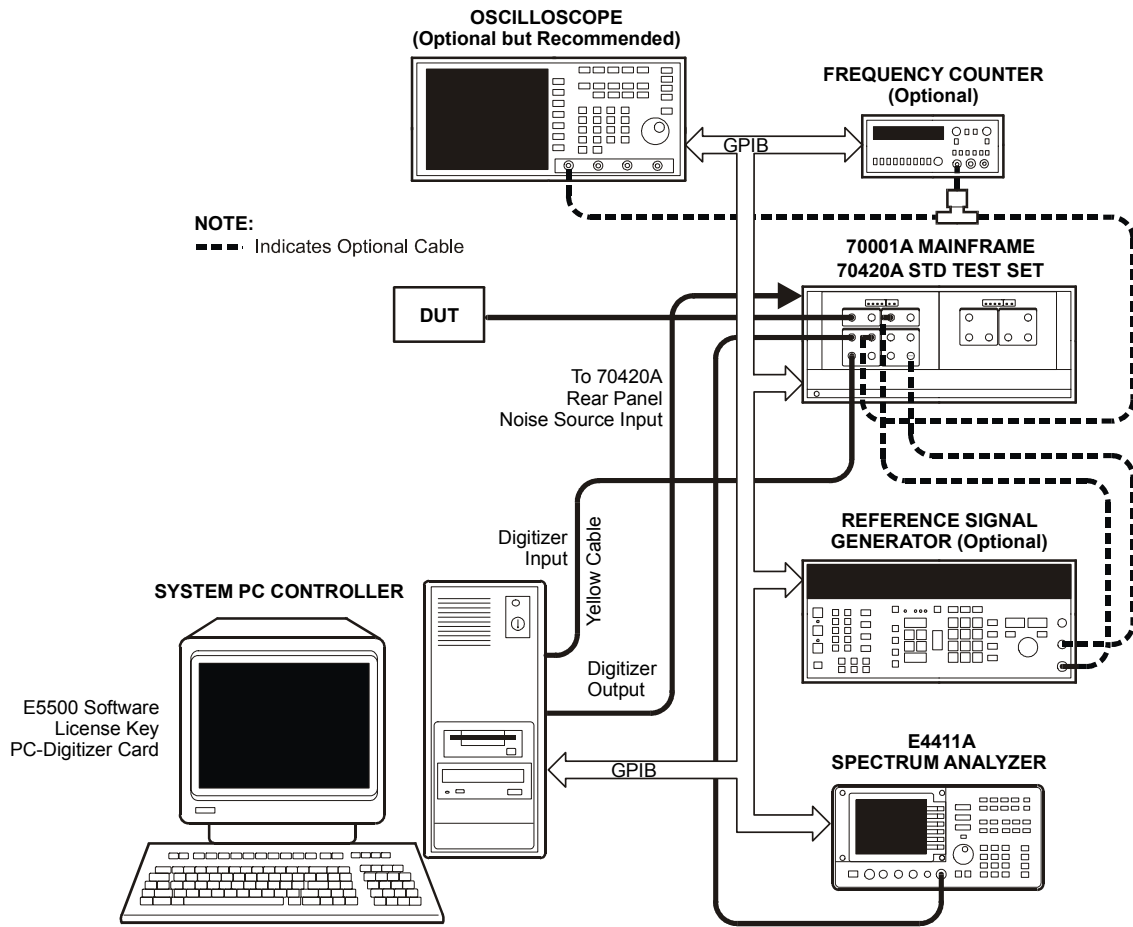 OSCILLOSCOPE
(Optional but Recommended)
FREQUENCY COUNTER
(Optional)
GPIB
NOTE:
Indicates Optional Cable
70001A MAINFRAME
70420A STD TEST SET
DUT
To 70420A
Rear Panel
Noise Source Input
Digitizer
Input
Yellow Cable
REFERENCE SIGNAL
GENERATOR (Optional)
SYSTEM PC CONTROLLER
Digitizer
Output
E5500 Software
License Key
PC-Digitizer Card
GPIB
E4411A
SPECTRUM ANALYZER